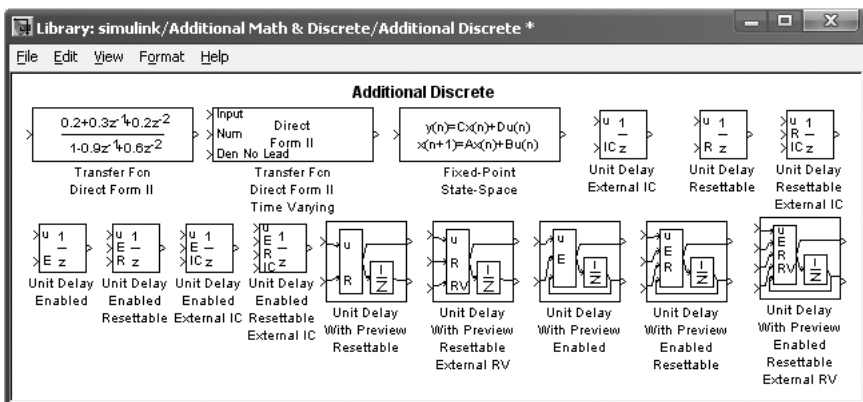 Library: simulink/Additional Math & Discrete/Additional Discrete *
File Edit View Format Help
Additional Discrete
0.2+0.3z⁻¹+0.2z⁻²
1-0.9z⁻¹+0.6z⁻²
Transfer Fcn
Direct Form II
Input
Num
Den No Lead
Direct
Form II
Transfer Fcn
Direct Form II
Time Varying
y(n)=Cx(n)+Du(n)
x(n+1)=Ax(n)+Bu(n)
Fixed-Point
State-Space
u 1
IC z
Unit Delay
External IC
u 1
R z
Unit Delay
Resettable
u 1
R
IC z
Unit Delay
Resettable
External IC
u 1
E z
Unit Delay
Enabled
u 1
E
R z
Unit Delay
Enabled
Resettable
u 1
E
IC z
Unit Delay
Enabled
External IC
u
E 1
R
IC z
Unit Delay
Enabled
Resettable
External IC
u
R
1
z
Unit Delay
With Preview
Resettable
u
R
RV
1
z
Unit Delay
With Preview
Resettable
External RV
u
E
1
z
Unit Delay
With Preview
Enabled
u
E
R
1
z
Unit Delay
With Preview
Enabled
Resettable
u
E
R
RV
1
z
Unit Delay
With Preview
Enabled
Resettable
External RV